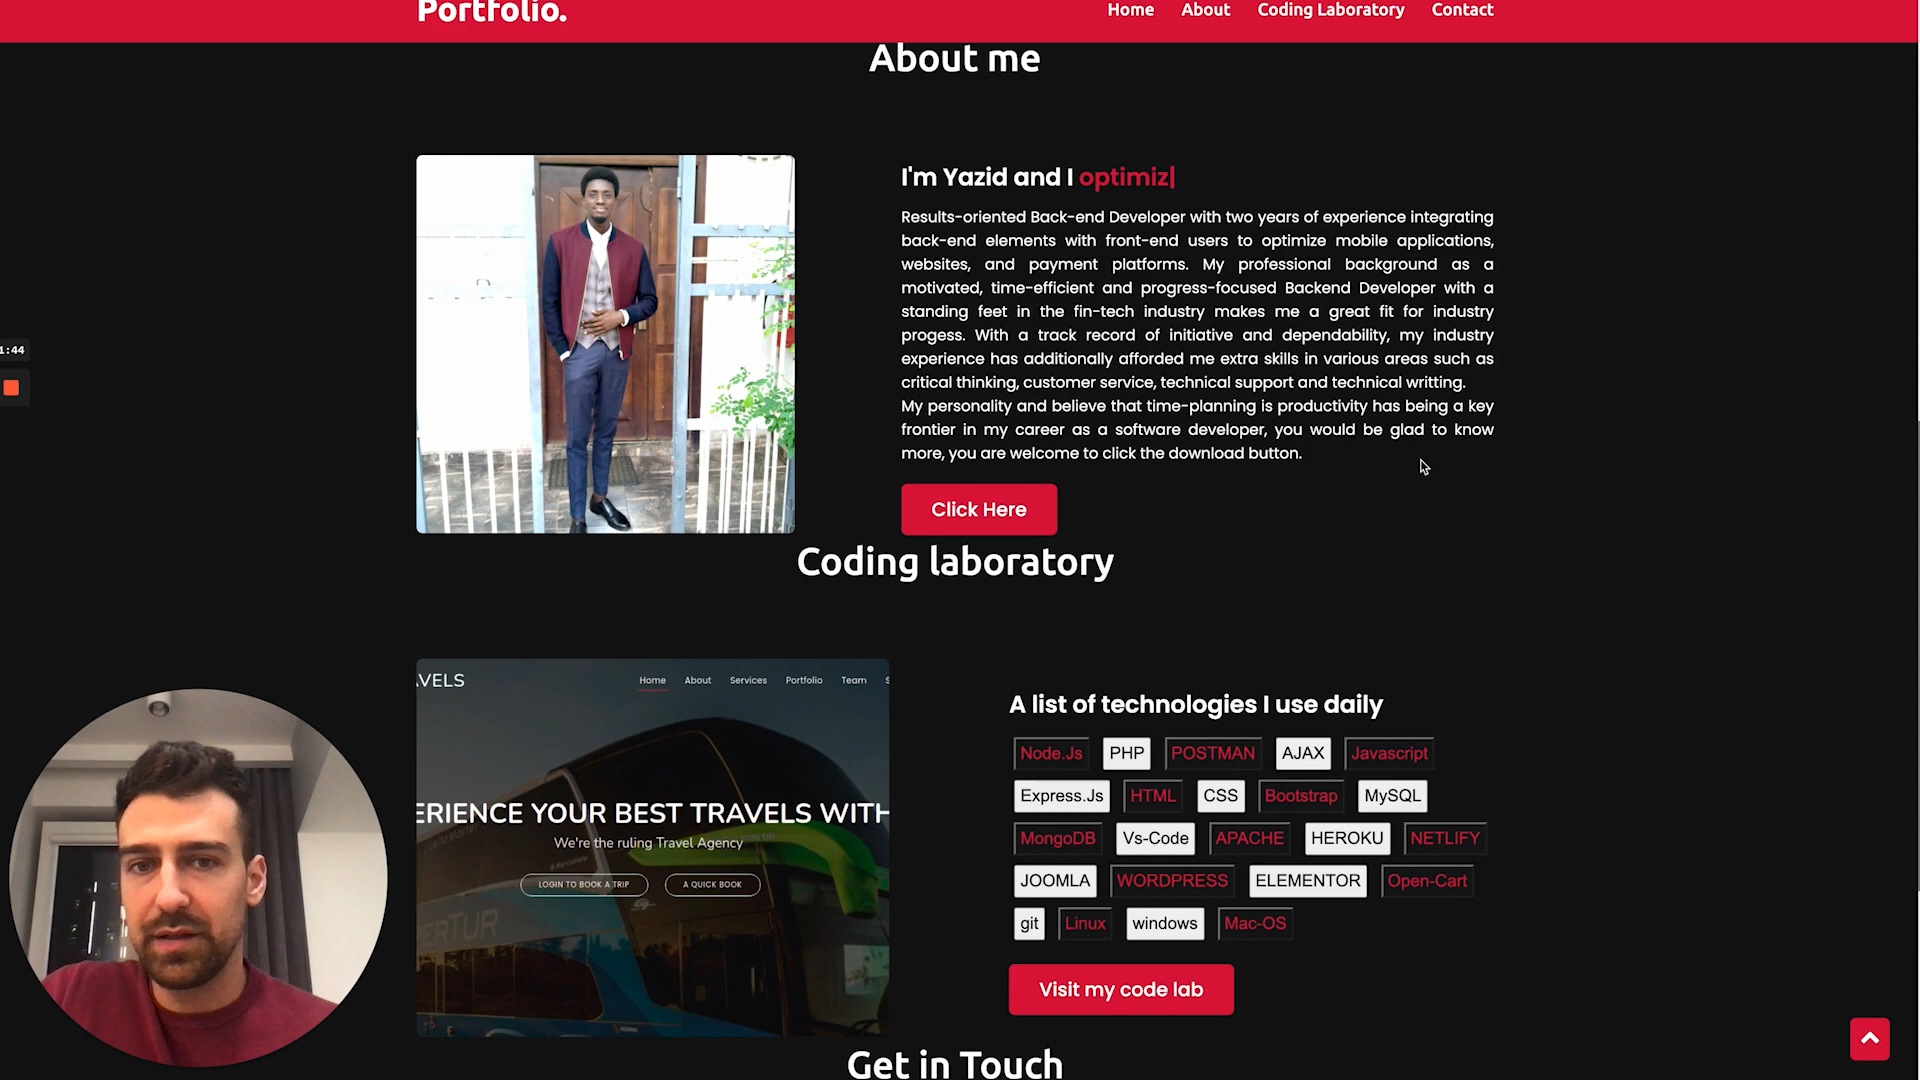 Portfolio.
Home About Coding Laboratory Contact
About me
I'm Yazid and I optimiz|
Results-oriented Back-end Developer with two years of experience integrating
back-end elements with front-end users to optimize mobile applications,
websites, and payment platforms. My professional background as a
motivated, time-efficient and progress-focused Backend Developer with a
standing feet in the fin-tech industry makes me a great fit for industry
progess. With a track record of initiative and dependability, my industry
experience has additionally afforded me extra skills in various areas such as
critical thinking, customer service, technical support and technical writting.
My personality and believe that time-planning is productivity has being a key
frontier in my career as a software developer, you would be glad to know
more, you are welcome to click the download button.
1:44
Click Here
Coding laboratory
AVELS
Home About Services Portfolio Team S
ERIENCE YOUR BEST TRAVELS WITH
We're the ruling Travel Agency
LOGIN TO BOOK A TRIP A QUICK BOOK
A list of technologies I use daily
Node.Js PHP POSTMAN AJAX Javascript
Express.Js HTML CSS Bootstrap MySQL
MongoDB Vs-Code APACHE HEROKU NETLIFY
JOOMLA WORDPRESS ELEMENTOR Open-Cart
git Linux windows Mac-OS
Visit my code lab
Get in Touch